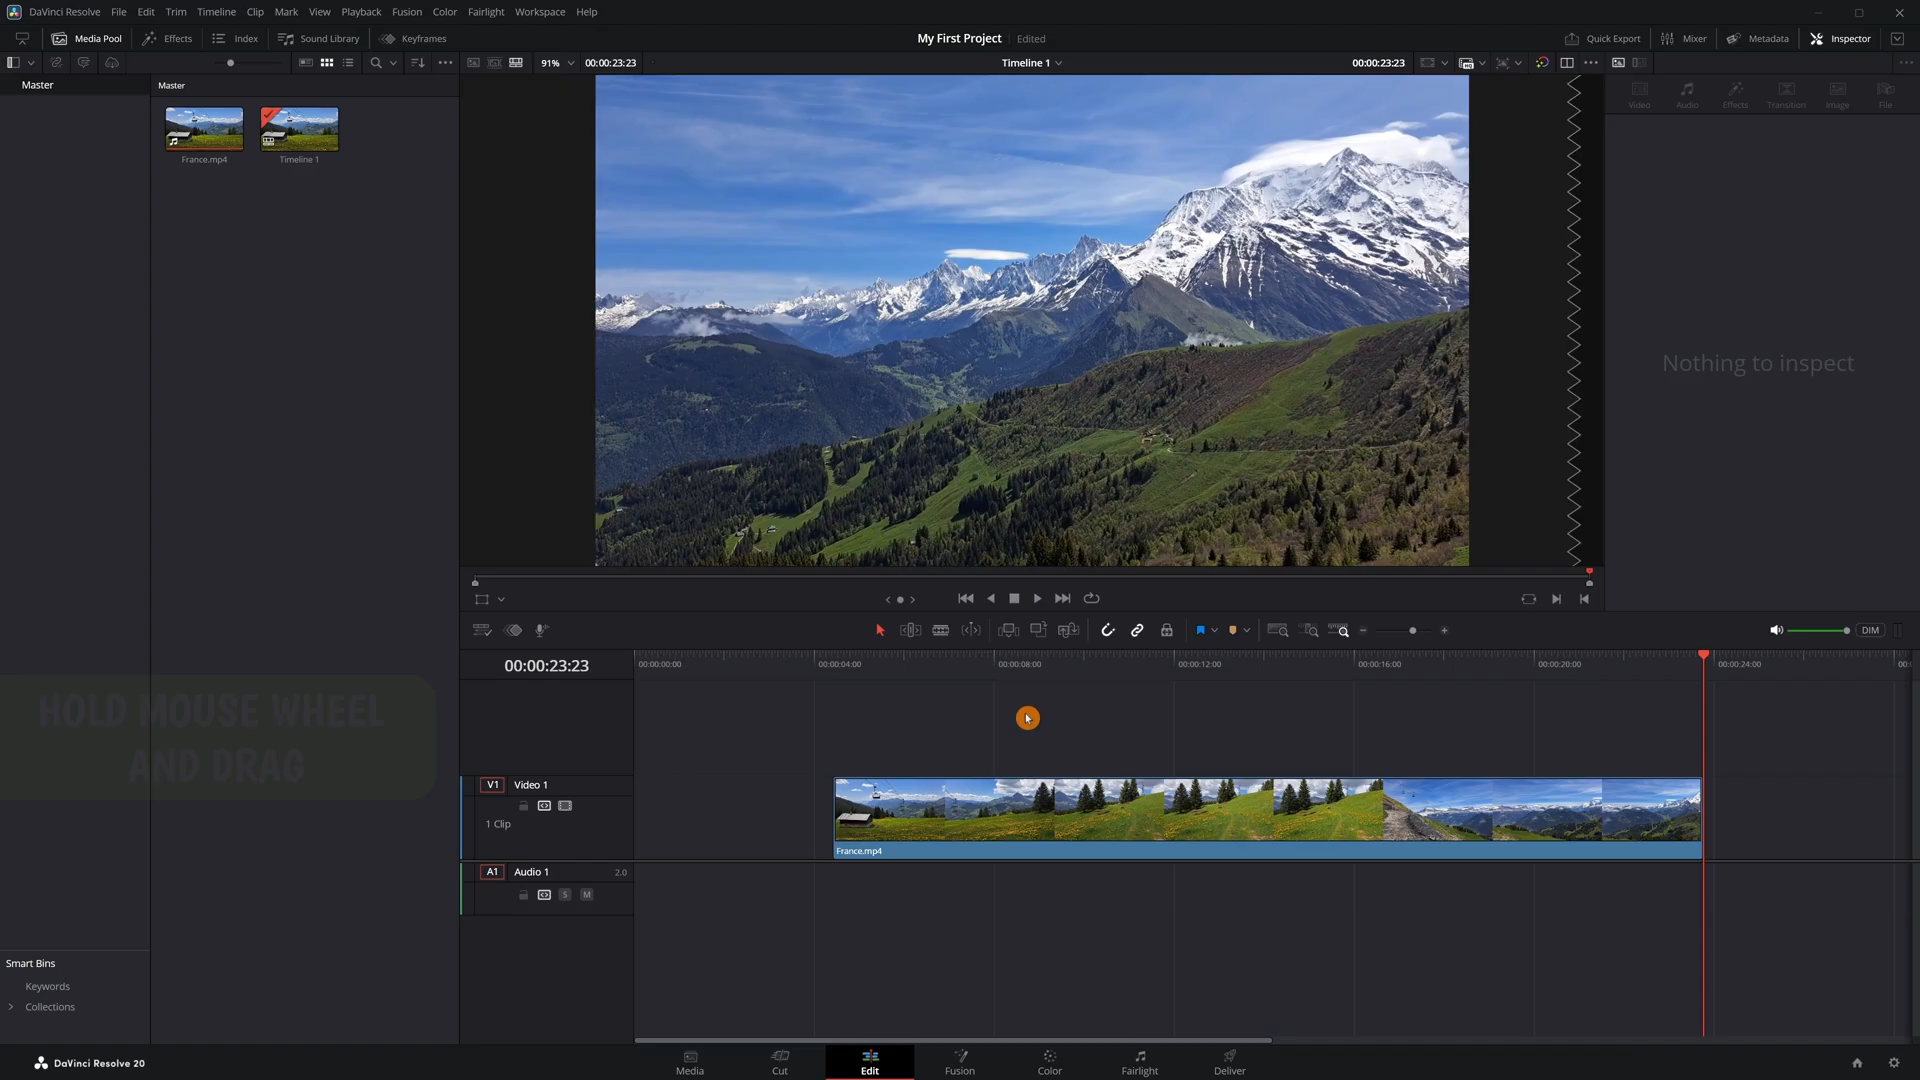 DaVinci Resolve File Edit Trim Timeline Clip Mark View Playback Fusion Color Fairlight Workspace Help
Media Pool Effects Index Sound Library Keyframes My First Project Edited Quick Export Mixer Metadata Inspector
91% 00:00:23:23 Timeline 1 00:00:23:23
Master Master
Video Audio Effects Transition Image File
France.mp4 Timeline 1
Nothing to inspect
DIM
00:00:23:23 00:00:00:00 00:00:04:00 00:00:08:00 00:00:12:00 00:00:16:00 00:00:20:00 00:00:24:00
HOLD MOUSE WHEEL
AND DRAG
V1 Video 1
1 Clip
France.mp4
A1 Audio 1 2.0
S M
Smart Bins
Keywords
Collections
DaVinci Resolve 20
Media Cut Edit Fusion Color Fairlight Deliver